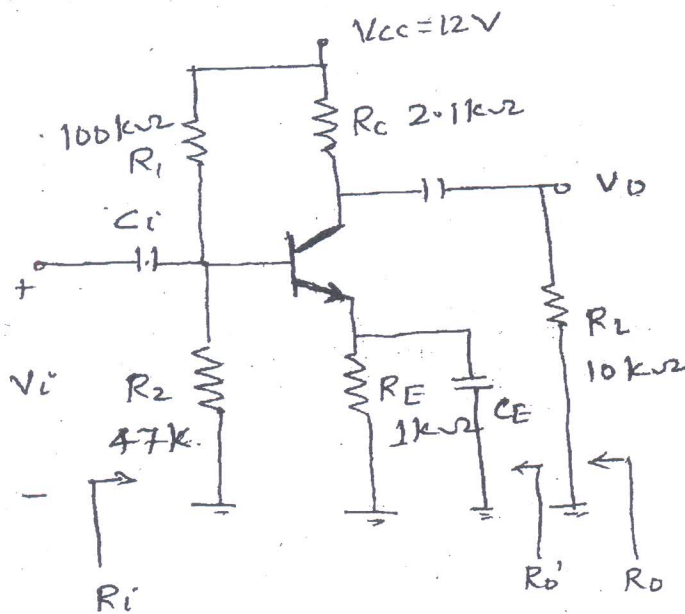 Vcc=12V
100kΩ
R1
Rc 2.1kΩ
Ci
Vo
+
Vi
R2
47k.
RE
1kΩ
CE
RL
10kΩ
-
Ri
Ro'
Ro